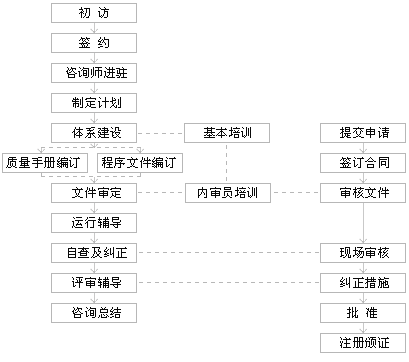 初 访
签 约
咨询师进驻
制定计划
体系建设 基本培训 提交申请
质量手册编订 程序文件编订 签订合同
文件审定 内审员培训 审核文件
运行辅导
自查及纠正 现场审核
评审辅导 纠正措施
咨询总结 批 准
注册颁证